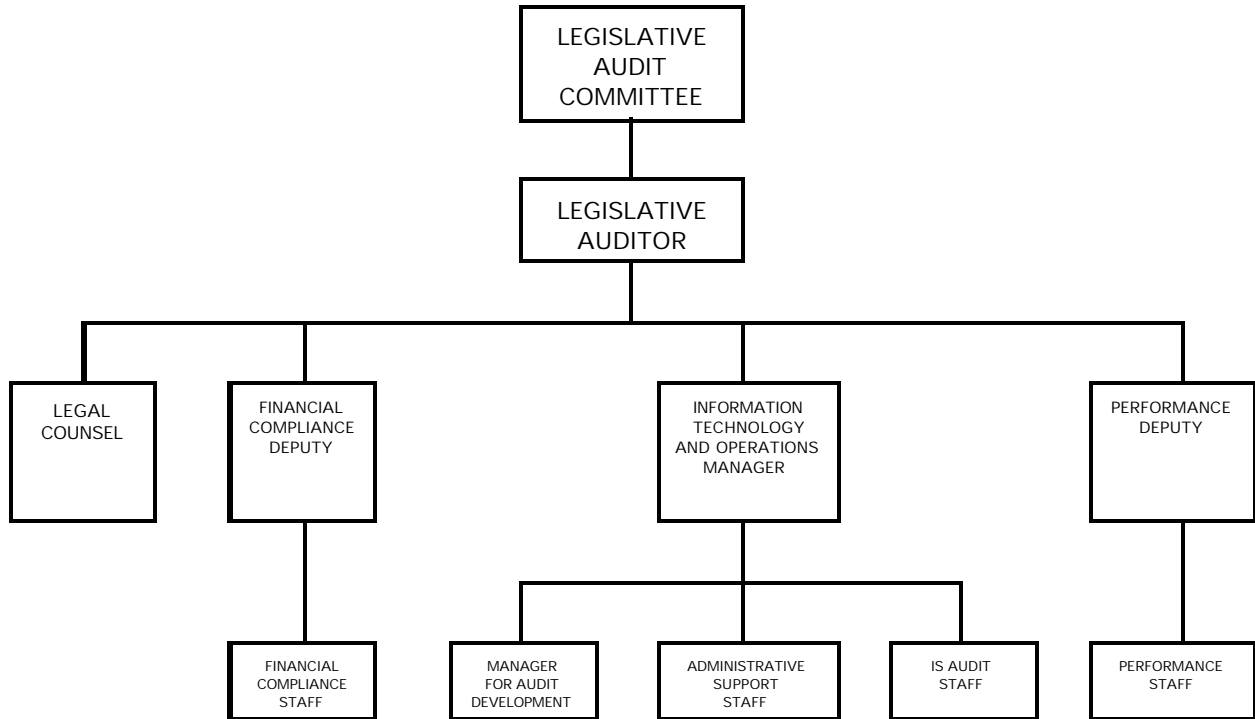 LEGISLATIVE
AUDIT
COMMITTEE
LEGISLATIVE
AUDITOR
LEGAL
COUNSEL
FINANCIAL
COMPLIANCE
DEPUTY
INFORMATION
TECHNOLOGY
AND OPERATIONS
MANAGER
PERFORMANCE
DEPUTY
FINANCIAL
COMPLIANCE
STAFF
MANAGER
FOR AUDIT
DEVELOPMENT
ADMINISTRATIVE
SUPPORT
STAFF
IS AUDIT
STAFF
PERFORMANCE
STAFF